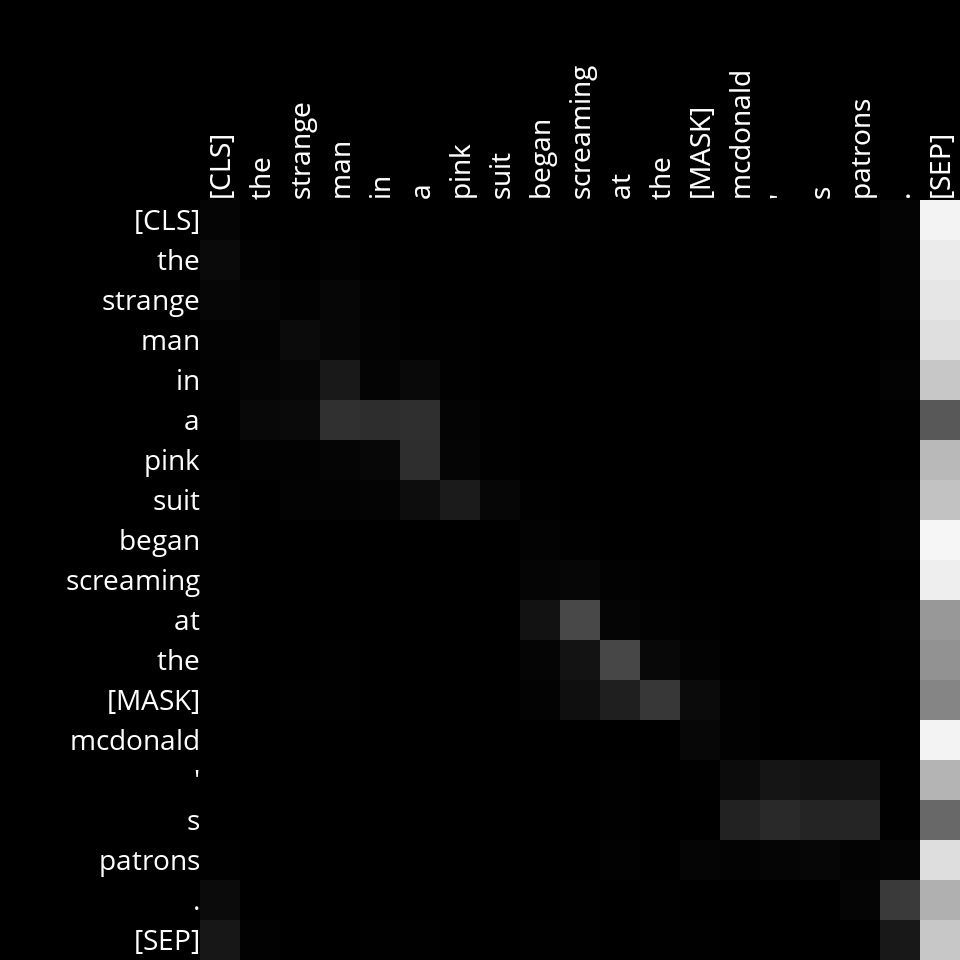 [CLS] the strange man in a pink suit began screaming at the [MASK] mcdonald ' s patrons . [SEP]
[CLS]
the
strange
man
in
a
pink
suit
began
screaming
at
the
[MASK]
mcdonald
'
s
patrons
.
[SEP]